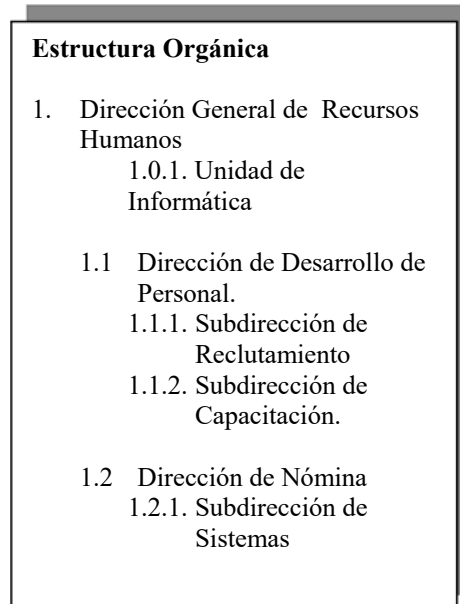 Estructura Orgánica
1. Dirección General de Recursos
Humanos
1.0.1. Unidad de
Informática
1.1 Dirección de Desarrollo de
Personal.
1.1.1. Subdirección de
Reclutamiento
1.1.2. Subdirección de
Capacitación.
1.2 Dirección de Nómina
1.2.1. Subdirección de
Sistemas